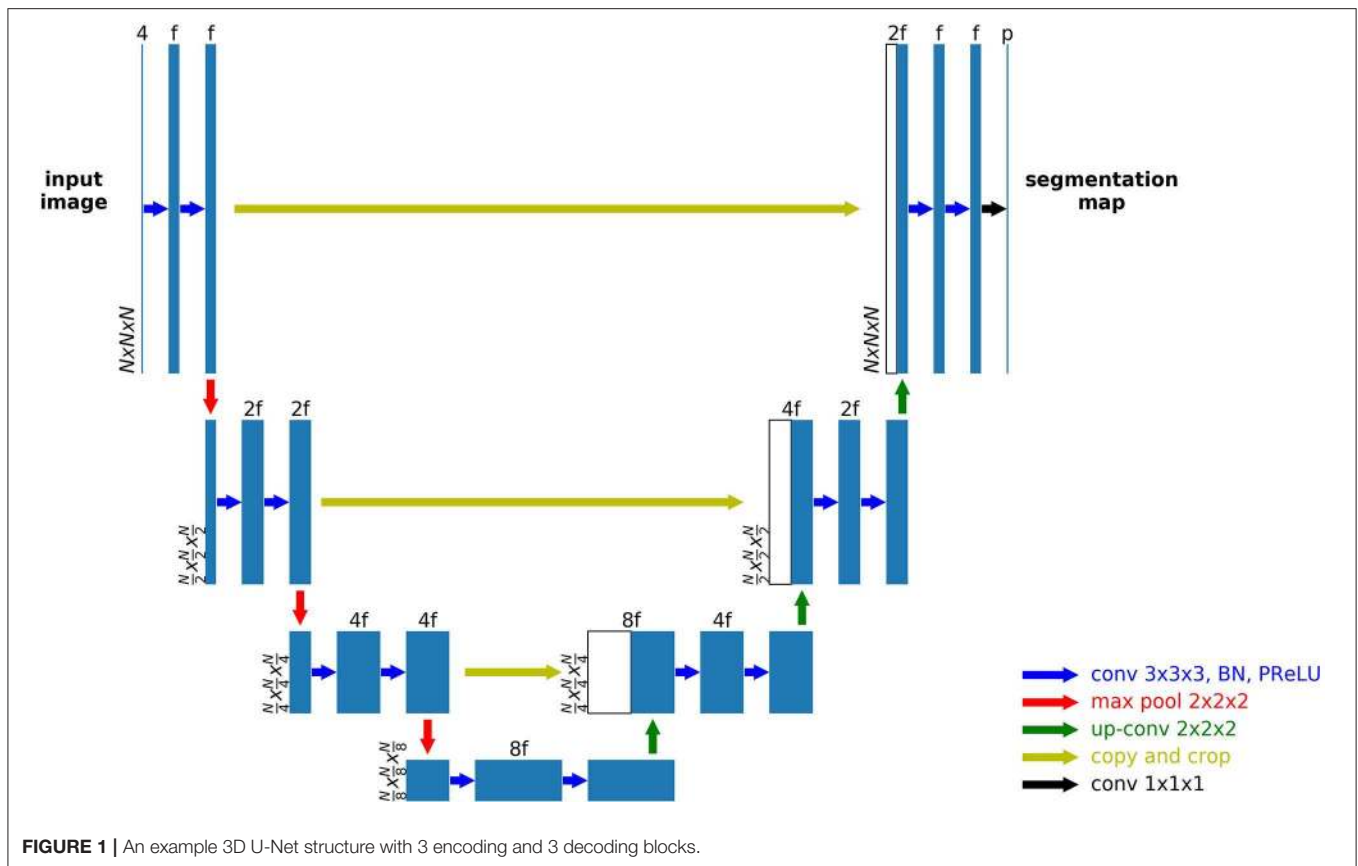 4 f f
2f f f p
input
image
segmentation
map
NxNxN
NxNxN
2f 2f
4f 2f
N/2xN/2xN/2
N/2xN/2xN/2
4f 4f
8f 4f
N/4xN/4xN/4
N/4xN/4xN/4
8f
N/8xN/8xN/8
conv 3x3x3, BN, PReLU
max pool 2x2x2
up-conv 2x2x2
copy and crop
conv 1x1x1
FIGURE 1 | An example 3D U-Net structure with 3 encoding and 3 decoding blocks.